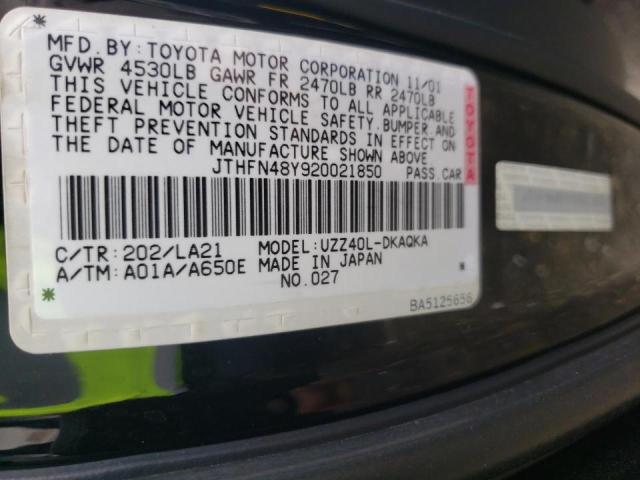 MFD.BY:TOYOTA MOTOR CORPORATION 11/01
GVWR 4530LB GAWR FR 2470LB RR 2470LB
THIS VEHICLE CONFORMS TO ALL APPLICABLE
FEDERAL MOTOR VEHICLE SAFETY,BUMPER,AND
THEFT PREVENTION STANDARDS IN EFFECT ON
THE DATE OF MANUFACTURE SHOWN ABOVE.
JTHFN48Y920021850 PASS.CAR
TOYOTA
C/TR:202/LA21 MODEL:UZZ40L-DKAQKA
A/TM:A01A/A650E MADE IN JAPAN
NO.027
BA5125656